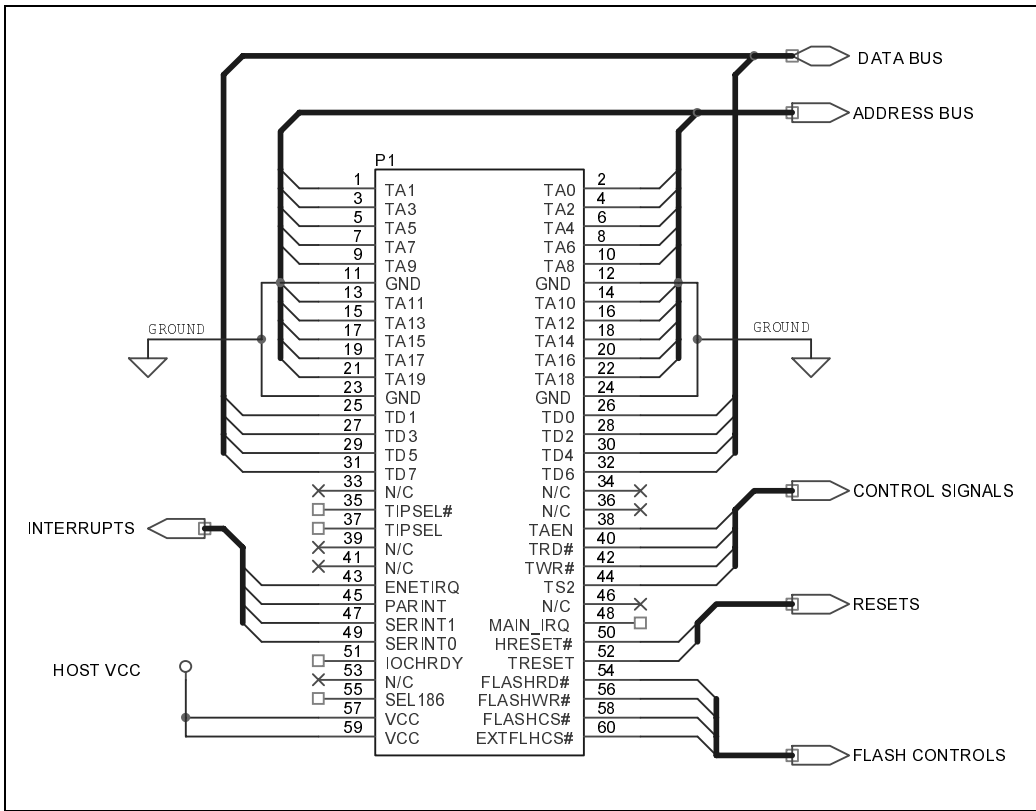 DATA BUS
ADDRESS BUS
P1
1 TA1 TA0 2
3 TA3 TA2 4
5 TA5 TA4 6
7 TA7 TA6 8
9 TA9 TA8 10
11 GND GND 12
13 TA11 TA10 14
15 TA13 TA12 16
GROUND 17 TA15 TA14 18 GROUND
19 TA17 TA16 20
21 TA19 TA18 22
23 GND GND 24
25 TD1 TD0 26
27 TD3 TD2 28
29 TD5 TD4 30
31 TD7 TD6 32
33 N/C N/C 34
35 TIPSEL# N/C 36
CONTROL SIGNALS
37 TIPSEL TAEN 38
INTERRUPTS
39 N/C TRD# 40
41 N/C TWR# 42
43 ENETIRQ TS2 44
45 PARINT N/C 46
RESETS
47 SERINT1 MAIN_IRQ 48
49 SERINT0 HRESET# 50
51 IOCHRDY TRESET 52
HOST VCC
53 N/C FLASHRD# 54
55 SEL186 FLASHWR# 56
57 VCC FLASHCS# 58
59 VCC EXTFLHCS# 60
FLASH CONTROLS